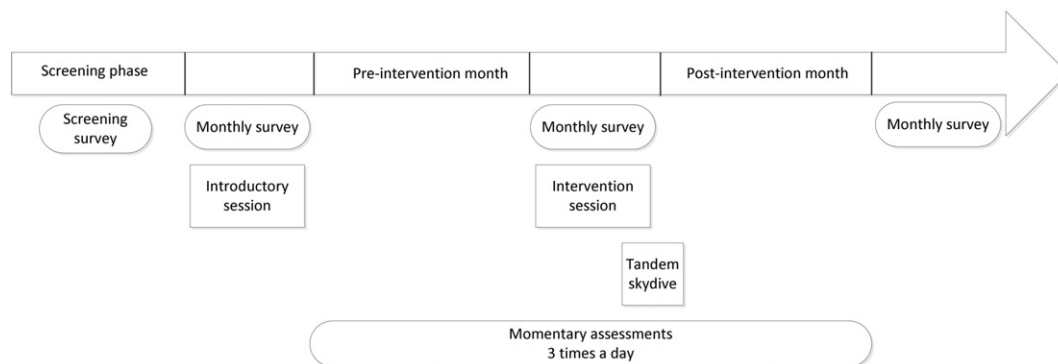 Screening phase
Pre-intervention month
Post-intervention month
Screening
survey
Monthly survey
Monthly survey
Monthly survey
Introductory
session
Intervention
session
Tandem
skydive
Momentary assessments
3 times a day